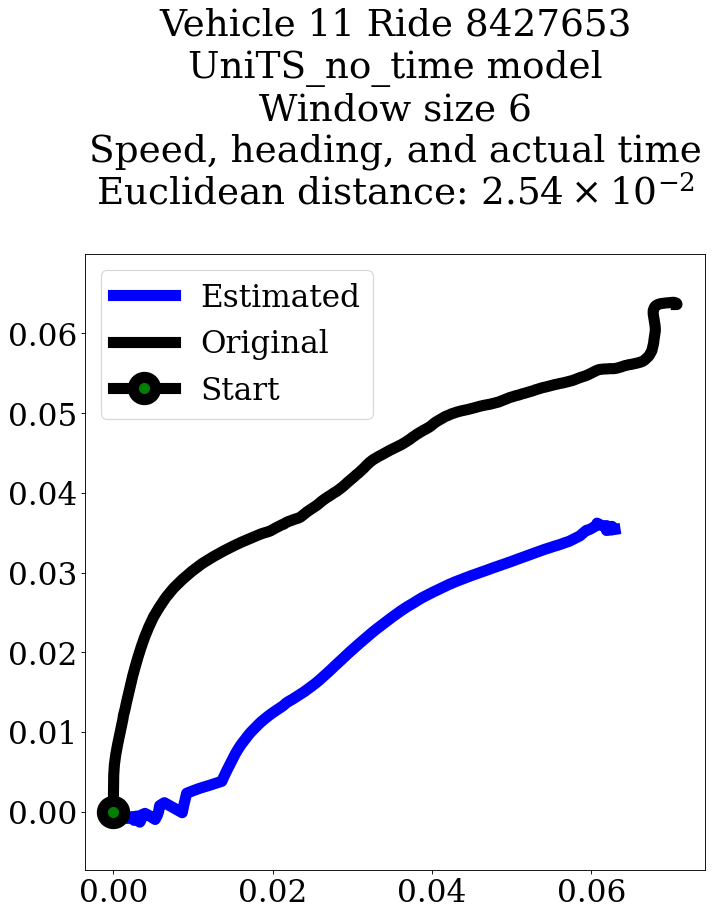 Vehicle 11 Ride 8427653
UniTS_no_time model
Window size 6
Speed, heading, and actual time
Euclidean distance: 2.54 × 10⁻²
Estimated
Original
Start
0.06
0.05
0.04
0.03
0.02
0.01
0.00
0.00 0.02 0.04 0.06